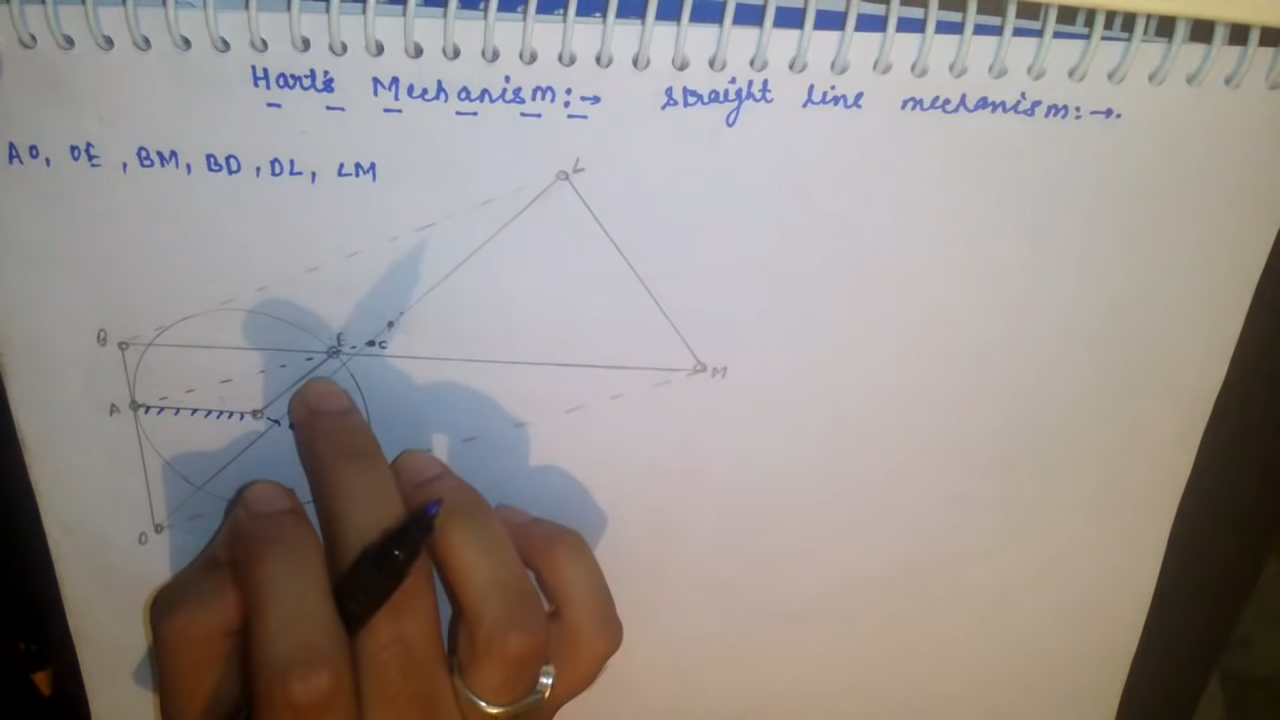 Hart's Mechanism:→ straight line mechanism:→.
AO, OE, BM, BD, DL, LM
L
B
E
C
M
A